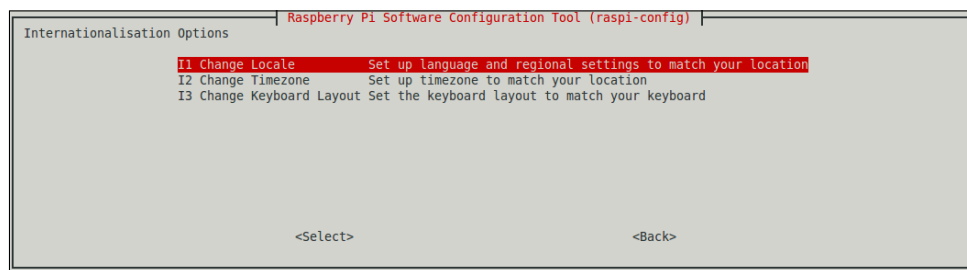 Raspberry Pi Software Configuration Tool (raspi-config)
Internationalisation Options
I1 Change Locale Set up language and regional settings to match your location
I2 Change Timezone Set up timezone to match your location
I3 Change Keyboard Layout Set the keyboard layout to match your keyboard
<Select> <Back>